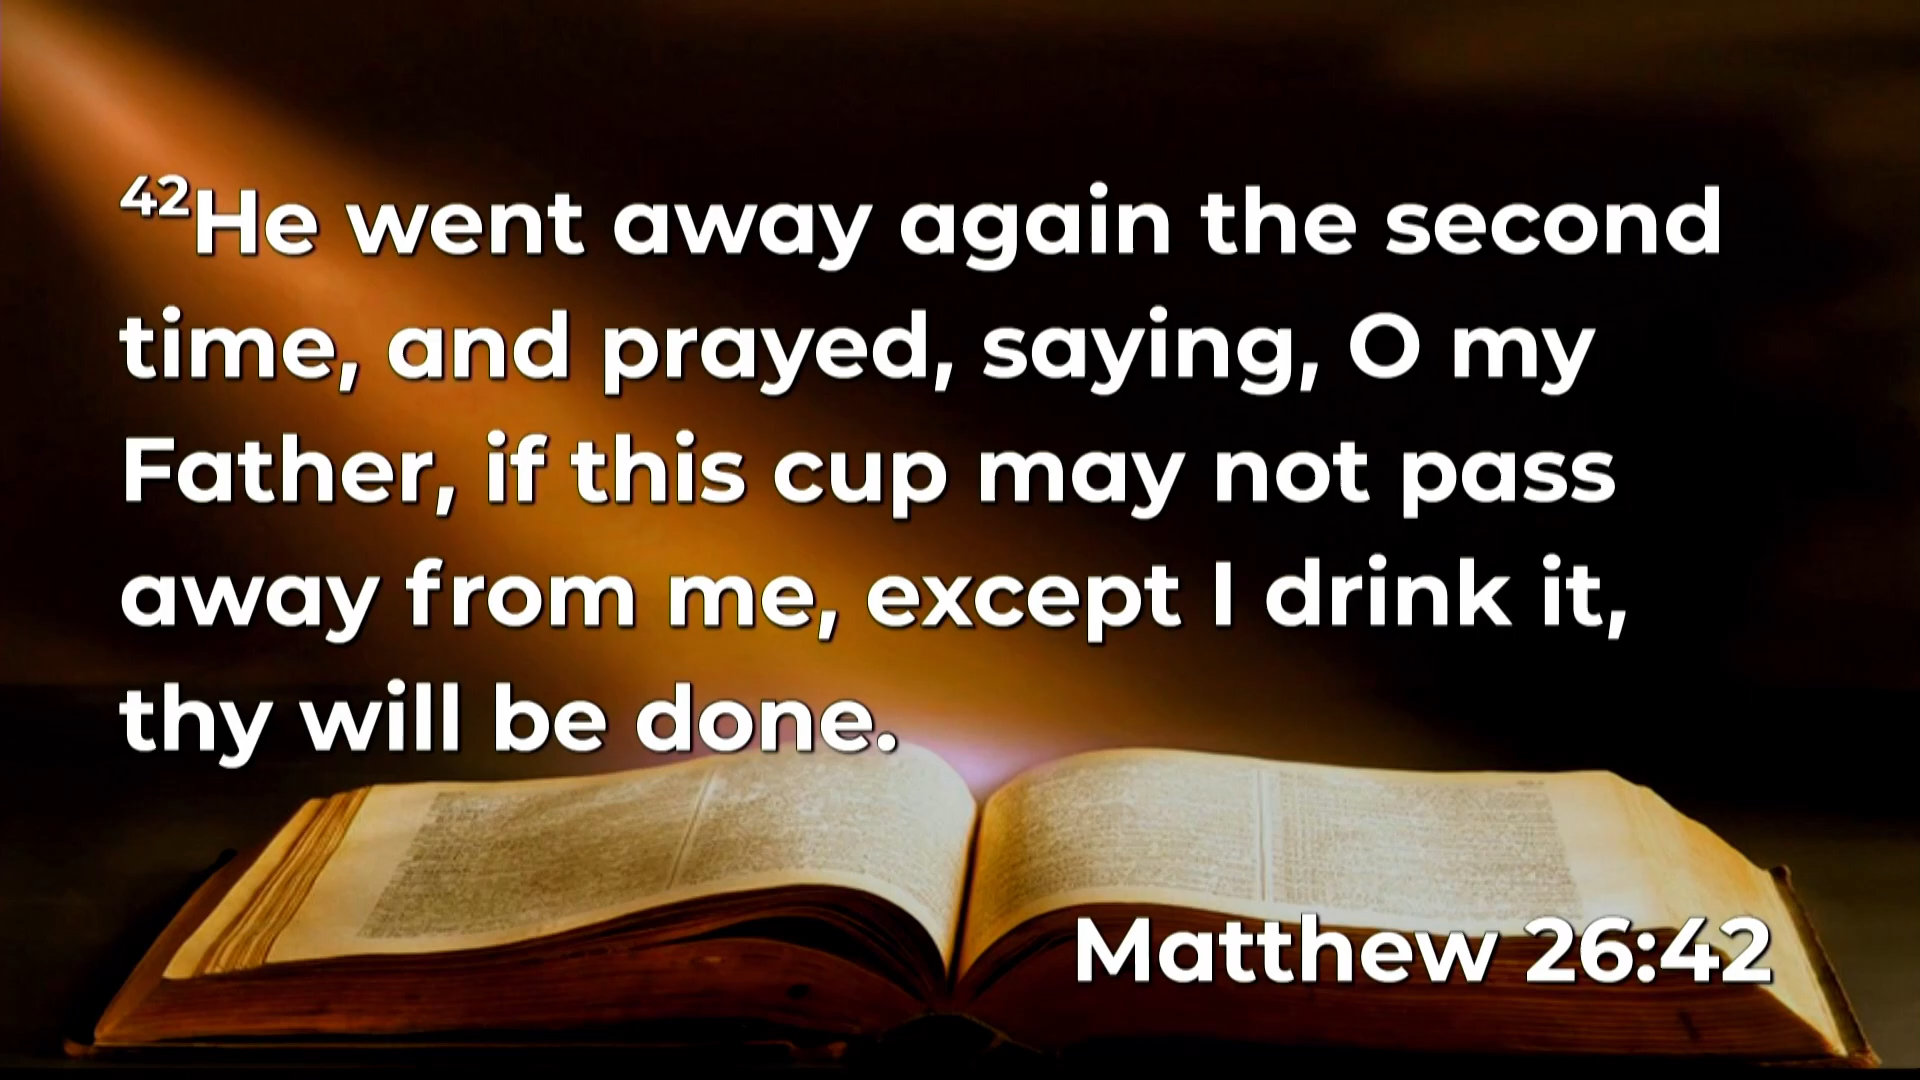 42He went away again the second
time, and prayed, saying, O my
Father, if this cup may not pass
away from me, except I drink it,
thy will be done.
Matthew 26:42